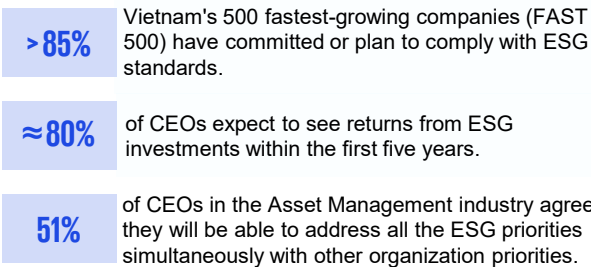 >85%
Vietnam's 500 fastest-growing companies (FAST
500) have committed or plan to comply with ESG
standards.
≈80%
of CEOs expect to see returns from ESG
investments within the first five years.
51%
of CEOs in the Asset Management industry agree
they will be able to address all the ESG priorities
simultaneously with other organization priorities.